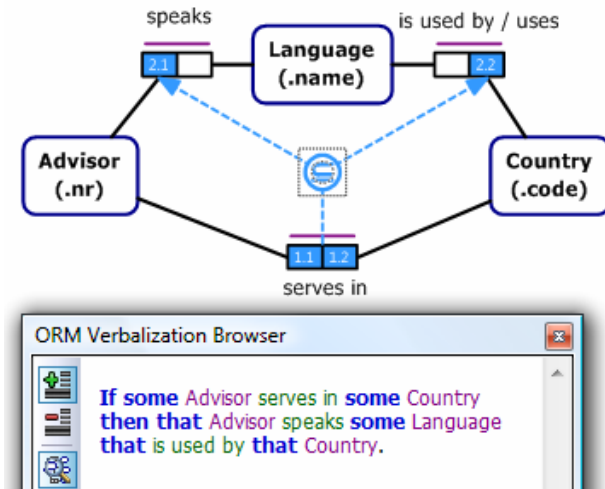 speaks
is used by / uses
Language
(.name)
2.1
2.2
Advisor
(.nr)
Country
(.code)
1.1 1.2
serves in
ORM Verbalization Browser
If some Advisor serves in some Country
then that Advisor speaks some Language
that is used by that Country.